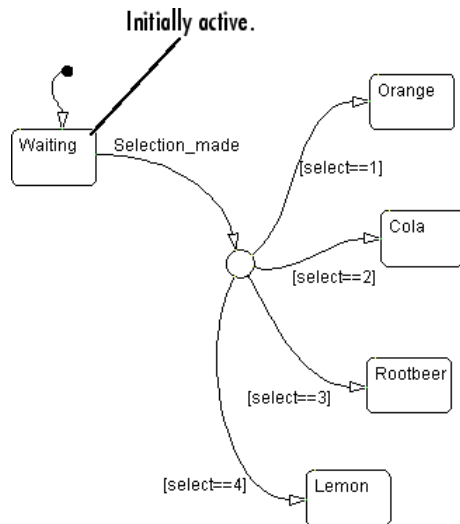 Initially active.
Orange
Waiting
Selection_made
[select==1]
Cola
[select==2]
Rootbeer
[select==3]
[select==4]
Lemon